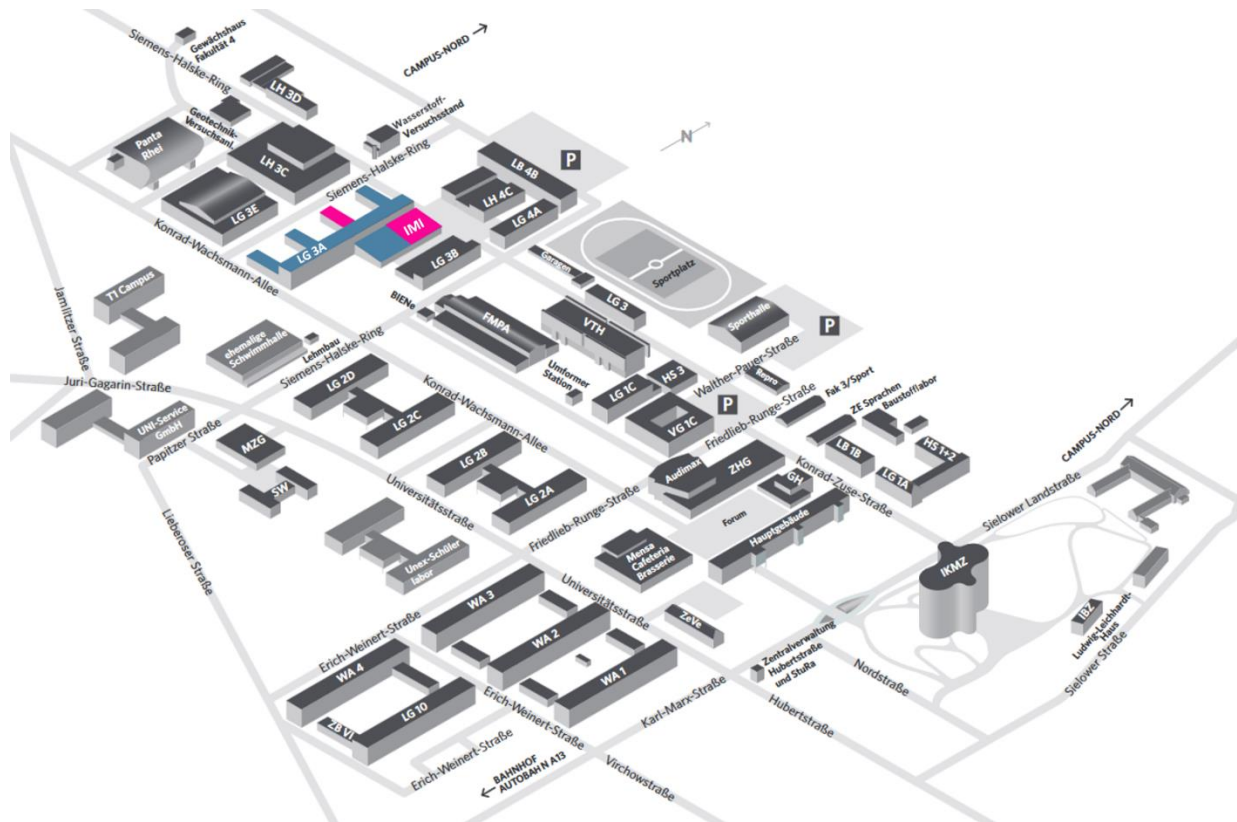 Gewächshaus
Fakultät 4
Siemens-Halske-Ring
CAMPUS-NORD
LH 3D
Geotechnik-
Versuchsanl.
Wasserstoff-
Versuchsstand
Panta
Rhei
LH 3C
Siemens-Halske-Ring
LB 4B
P
N
LH 4C
LG 3E
LG 4A
IMI
LG 3A
LG 3B
Konrad-Wachsmann-Allee
Garagen
Sportplatz
T1 Campus
BIENe
LG 3
Sporthalle
Jamlitzer Straße
ehemalige
Schwimmhalle
Lehmbau
FMPA
VTH
P
Siemens-Halske-Ring
Umformer
Station
Walther-Pauer-Straße
Juri-Gagarin-Straße
LG 2D
Konrad-Wachsmann-Allee
LG 1C
HS 3
Repro
Fak 3/Sport
UNI-Service
GmbH
Papitzer Straße
LG 2C
P
VG 1C
Friedlieb-Runge-Straße
ZE Sprachen
Baustofflabor
MZG
LG 2B
Audimax
ZHG
LB 1B
HS 1+2
CAMPUS-NORD
SW
LG 2A
GH
Konrad-Zuse-Straße
LG 1A
Universitätsstraße
Friedlieb-Runge-Straße
Forum
Hauptgebäude
Sielower Landstraße
Lieberoser Straße
Unex-Schüler
labor
Mensa
Cafeteria
Brasserie
IKMZ
WA 3
Universitätsstraße
ZeVe
IBZ
Ludwig-Leichhardt-
Haus
Erich-Weinert-Straße
WA 2
Zentralverwaltung
Hubertstraße
und StuRa
Nordstraße
Sielower Straße
WA 4
WA 1
Karl-Marx-Straße
Hubertstraße
LG 10
ZB VI
Erich-Weinert-Straße
Erich-Weinert-Straße
BAHNHOF
AUTOBAHN A13
Virchowstraße